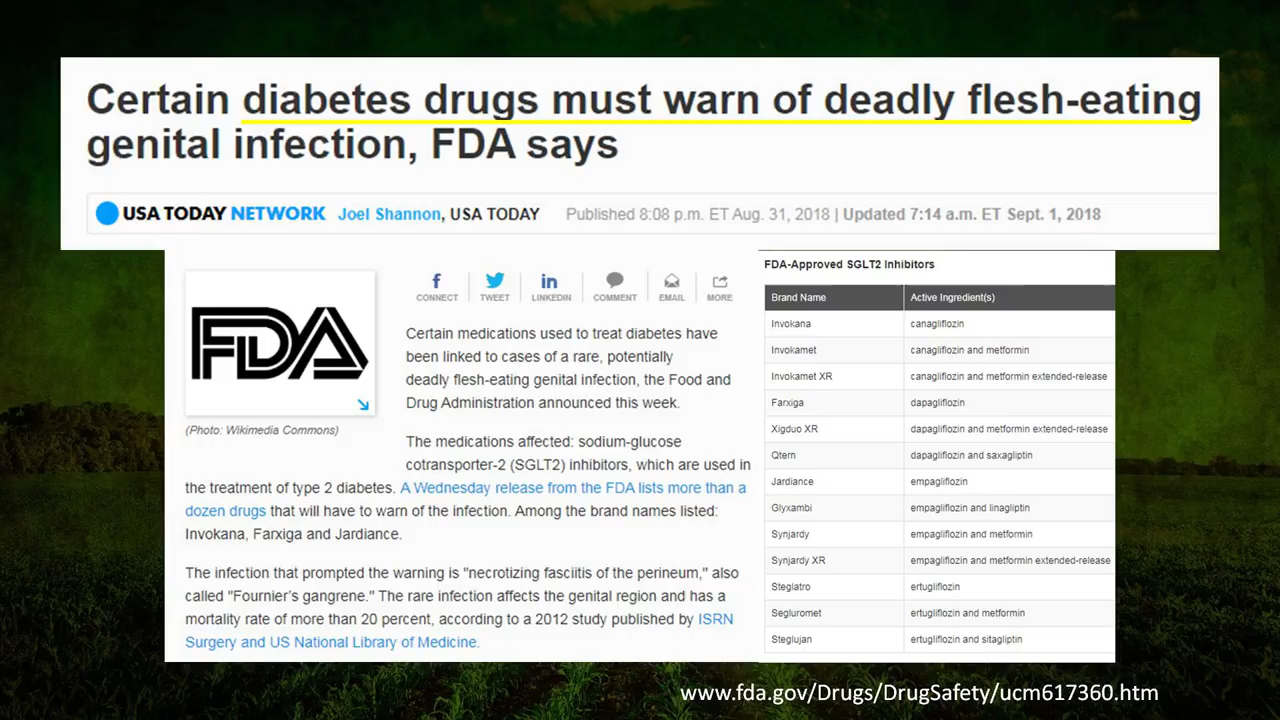 Certain diabetes drugs must warn of deadly flesh-eating
genital infection, FDA says
USA TODAY NETWORK Joel Shannon, USA TODAY Published 8:08 p.m. ET Aug. 31, 2018 | Updated 7:14 a.m. ET Sept. 1, 2018
FDA
(Photo: Wikimedia Commons)
CONNECT TWEET LINKEDIN COMMENT EMAIL MORE
Certain medications used to treat diabetes have
been linked to cases of a rare, potentially
deadly flesh-eating genital infection, the Food and
Drug Administration announced this week.
The medications affected: sodium-glucose
cotransporter-2 (SGLT2) inhibitors, which are used in
the treatment of type 2 diabetes. A Wednesday release from the FDA lists more than a
dozen drugs that will have to warn of the infection. Among the brand names listed:
Invokana, Farxiga and Jardiance.
The infection that prompted the warning is "necrotizing fasciitis of the perineum," also
called "Fournier's gangrene." The rare infection affects the genital region and has a
mortality rate of more than 20 percent, according to a 2012 study published by ISRN
Surgery and US National Library of Medicine.
FDA-Approved SGLT2 Inhibitors
Brand Name Active Ingredient(s)
Invokana canagliflozin
Invokamet canagliflozin and metformin
Invokamet XR canagliflozin and metformin extended-release
Farxiga dapagliflozin
Xigduo XR dapagliflozin and metformin extended-release
Qtern dapagliflozin and saxagliptin
Jardiance empagliflozin
Glyxambi empagliflozin and linagliptin
Synjardy empagliflozin and metformin
Synjardy XR empagliflozin and metformin extended-release
Steglatro ertugliflozin
Segluromet ertugliflozin and metformin
Steglujan ertugliflozin and sitagliptin
www.fda.gov/Drugs/DrugSafety/ucm617360.htm